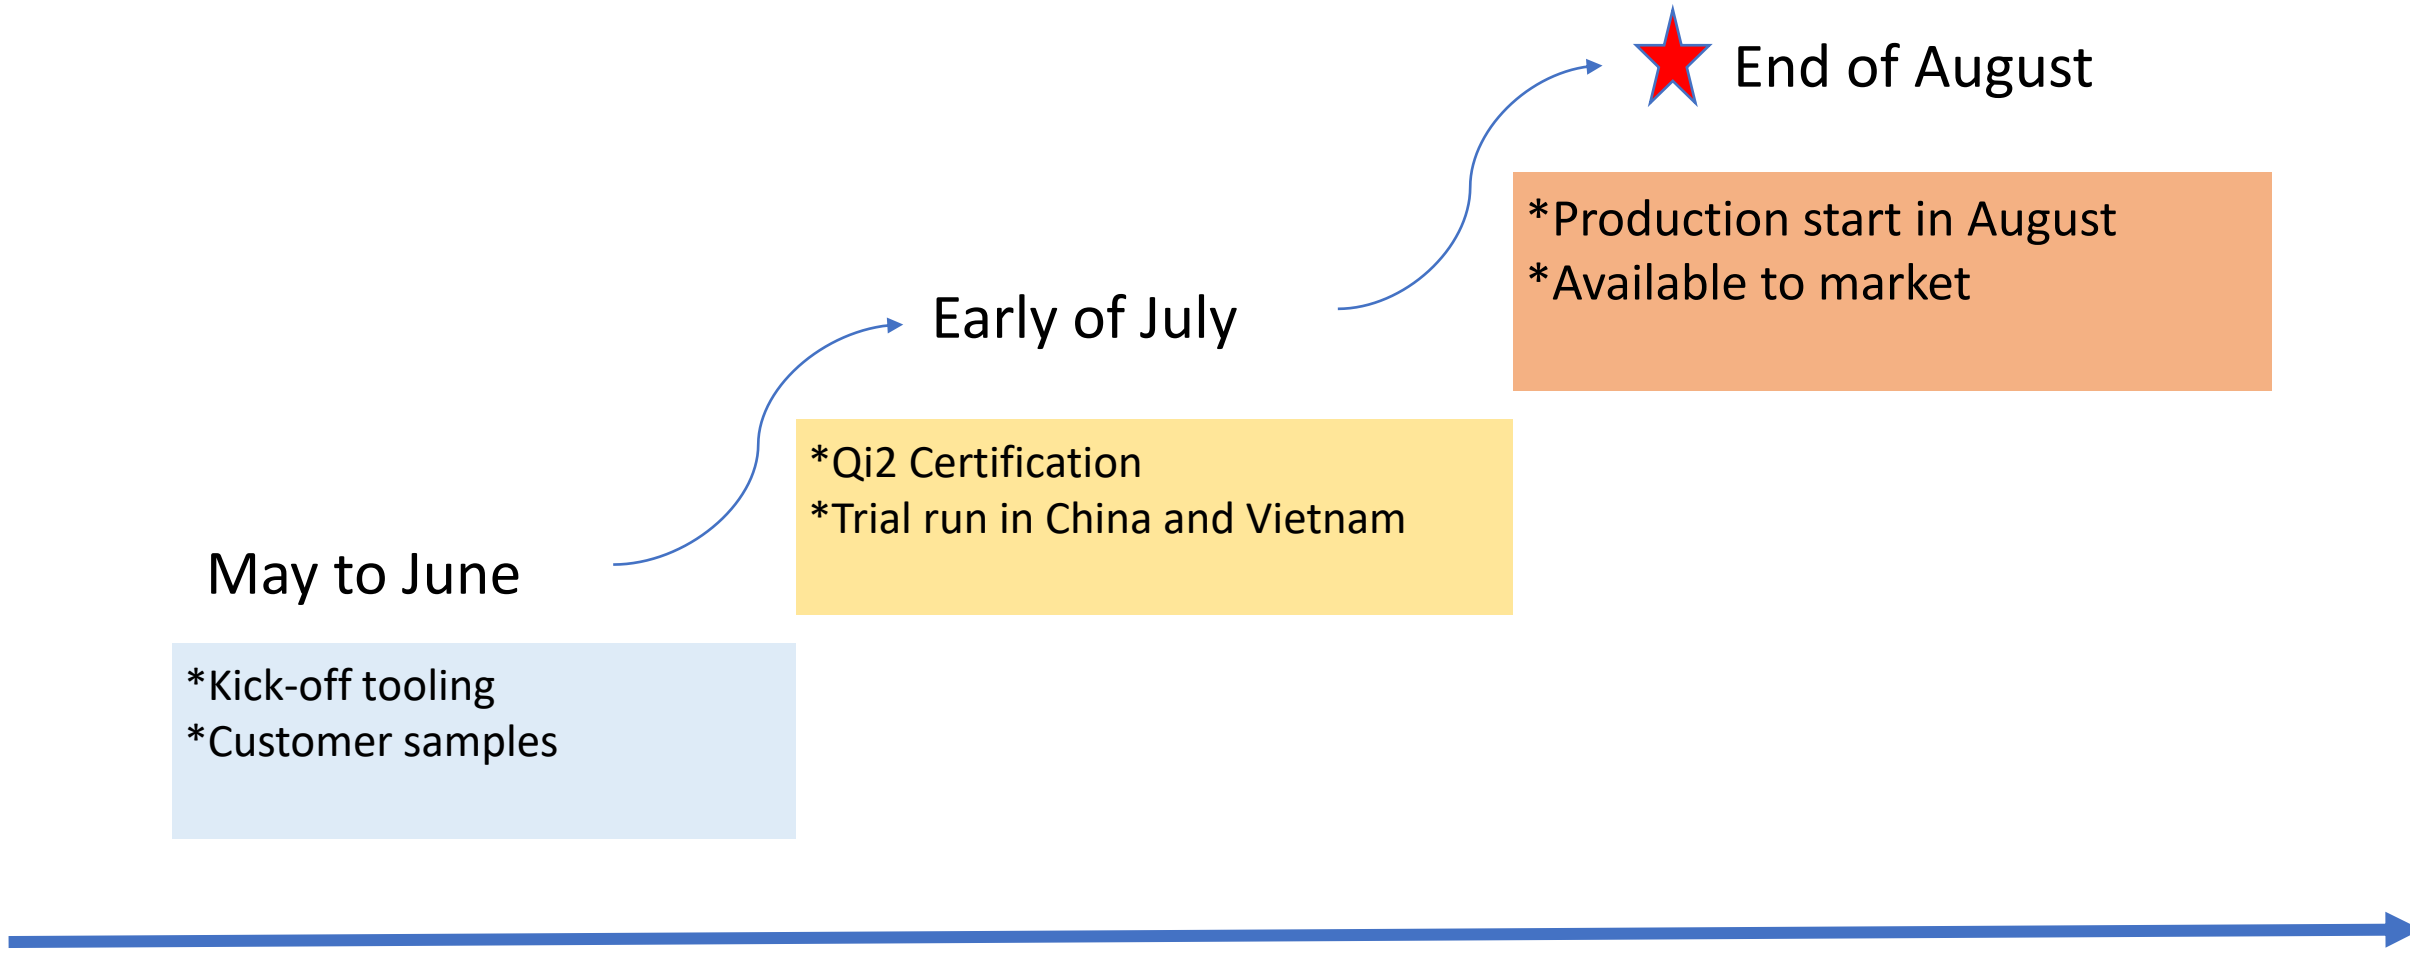 May to June
*Kick-off tooling
*Customer samples
Early of July
*Qi2 Certification
*Trial run in China and Vietnam
End of August
*Production start in August
*Available to market